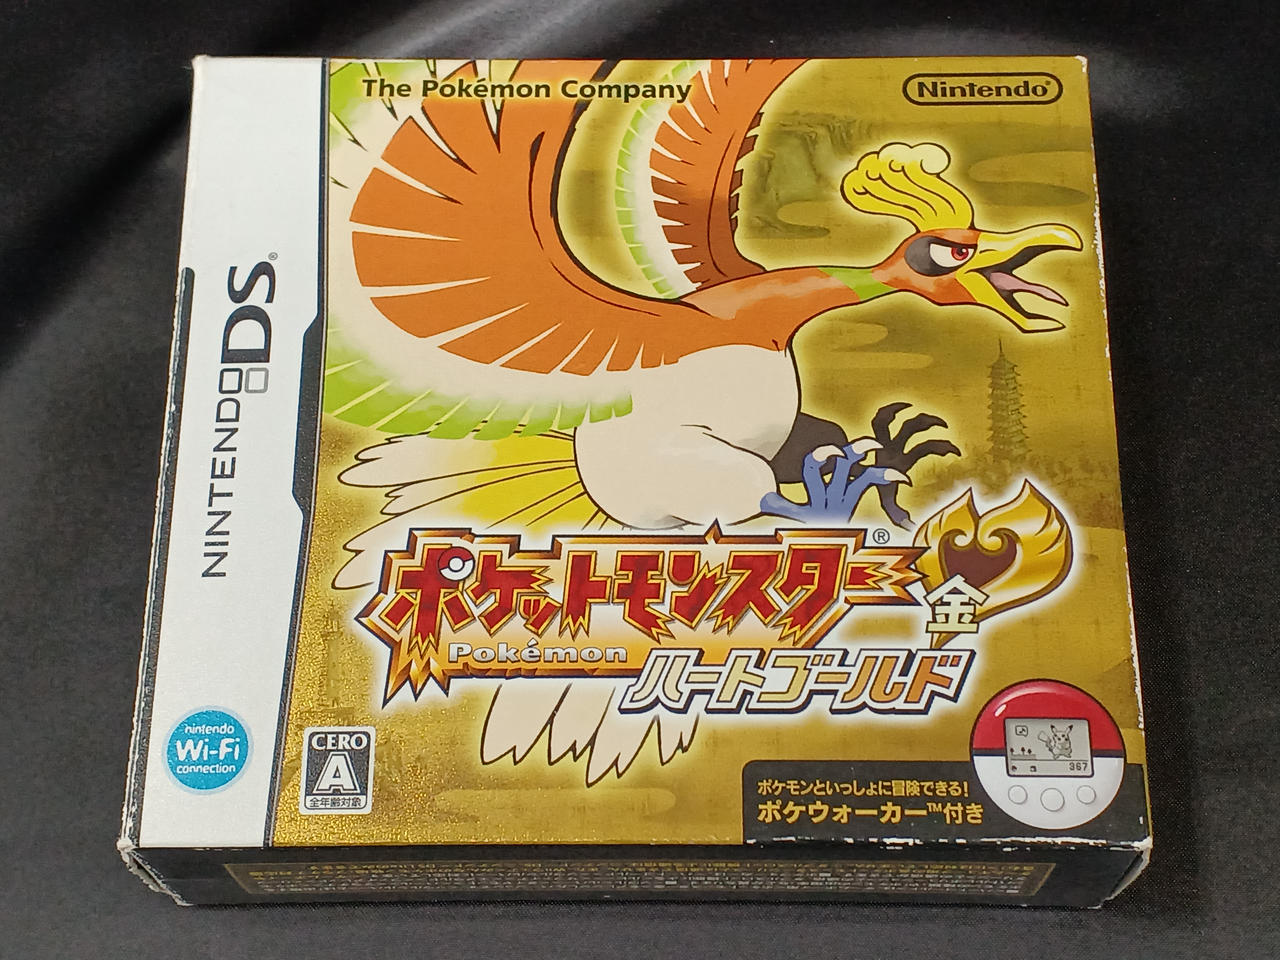 The Pokémon Company
Nintendo®
NINTENDO DS®
ポケットモンスター®
Pokémon
金
ハートゴールド
nintendo
Wi-Fi
connection
CERO
A
全年齢対象
367
ポケモンといっしょに冒険できる!
ポケウォーカー™付き